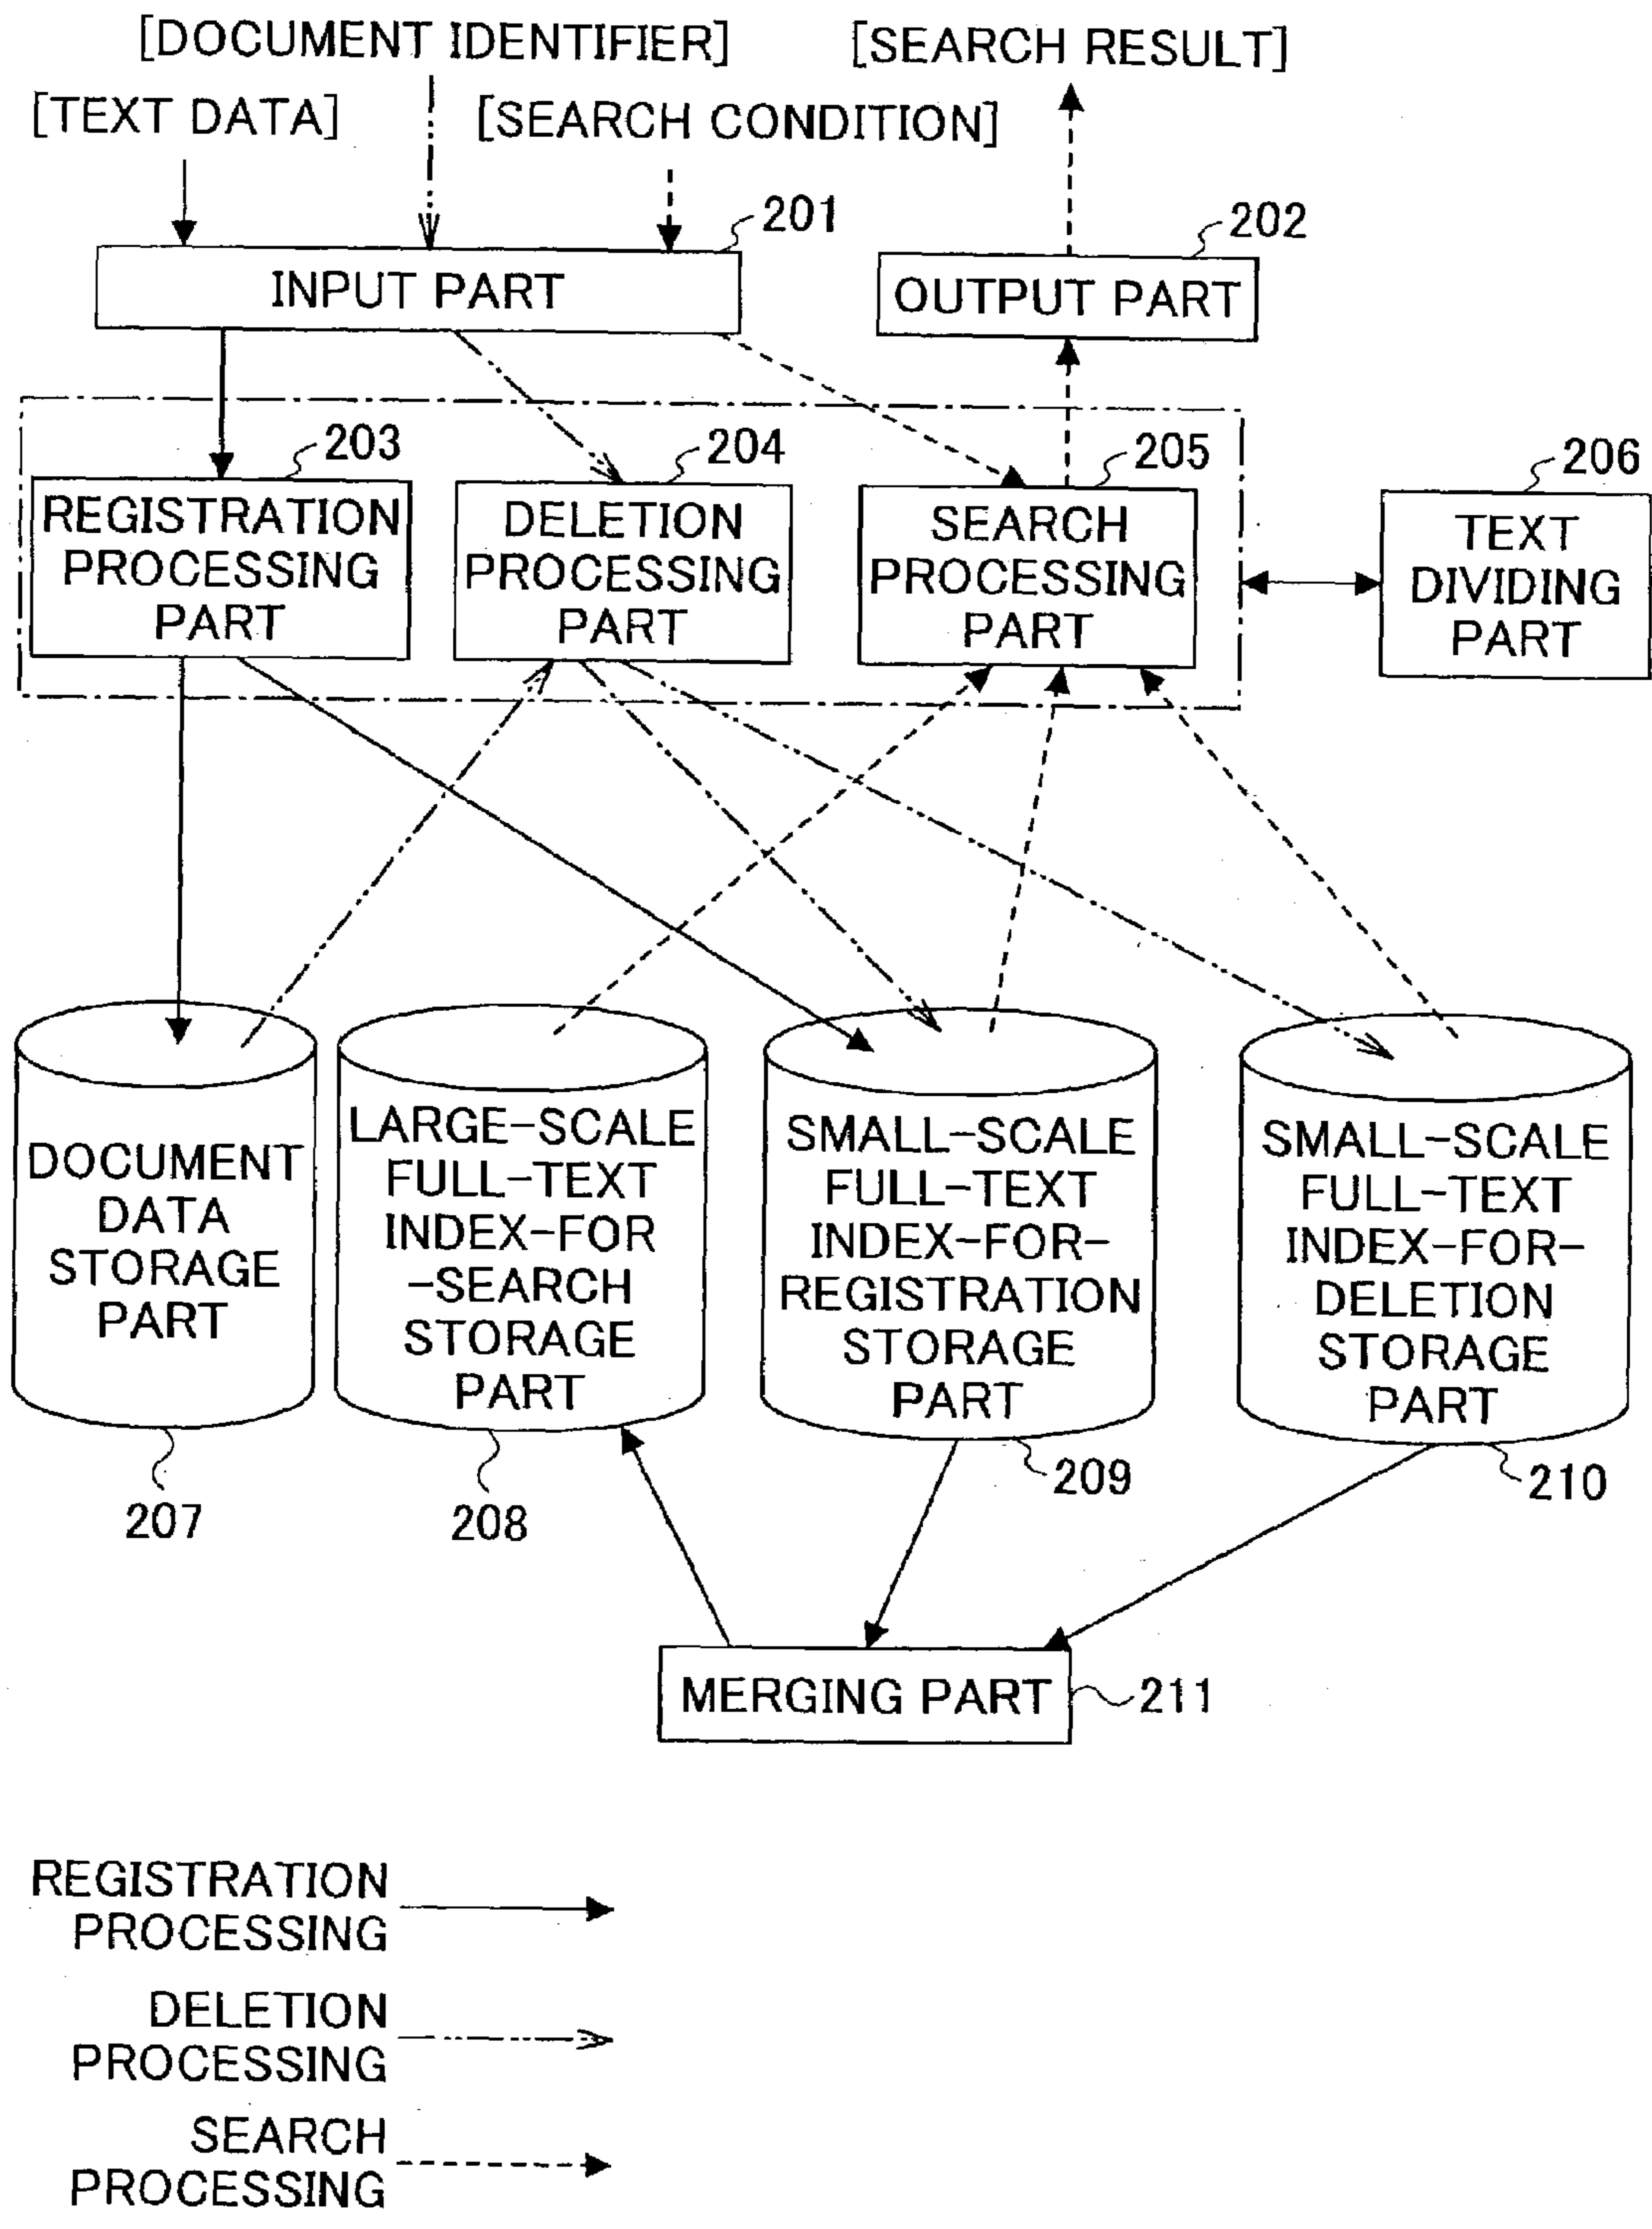 [DOCUMENT IDENTIFIER]
[SEARCH RESULT]
[TEXT DATA]
[SEARCH CONDITION]
201
202
INPUT PART
OUTPUT PART
203
204
205
206
REGISTRATION
PROCESSING
PART
DELETION
PROCESSING
PART
SEARCH
PROCESSING
PART
TEXT
DIVIDING
PART
DOCUMENT
DATA
STORAGE
PART
LARGE-SCALE
FULL-TEXT
INDEX-FOR
-SEARCH
STORAGE
PART
SMALL-SCALE
FULL-TEXT
INDEX-FOR-
REGISTRATION
STORAGE
PART
SMALL-SCALE
FULL-TEXT
INDEX-FOR-
DELETION
STORAGE
PART
207
208
209
210
MERGING PART
211
REGISTRATION
PROCESSING
DELETION
PROCESSING
SEARCH
PROCESSING